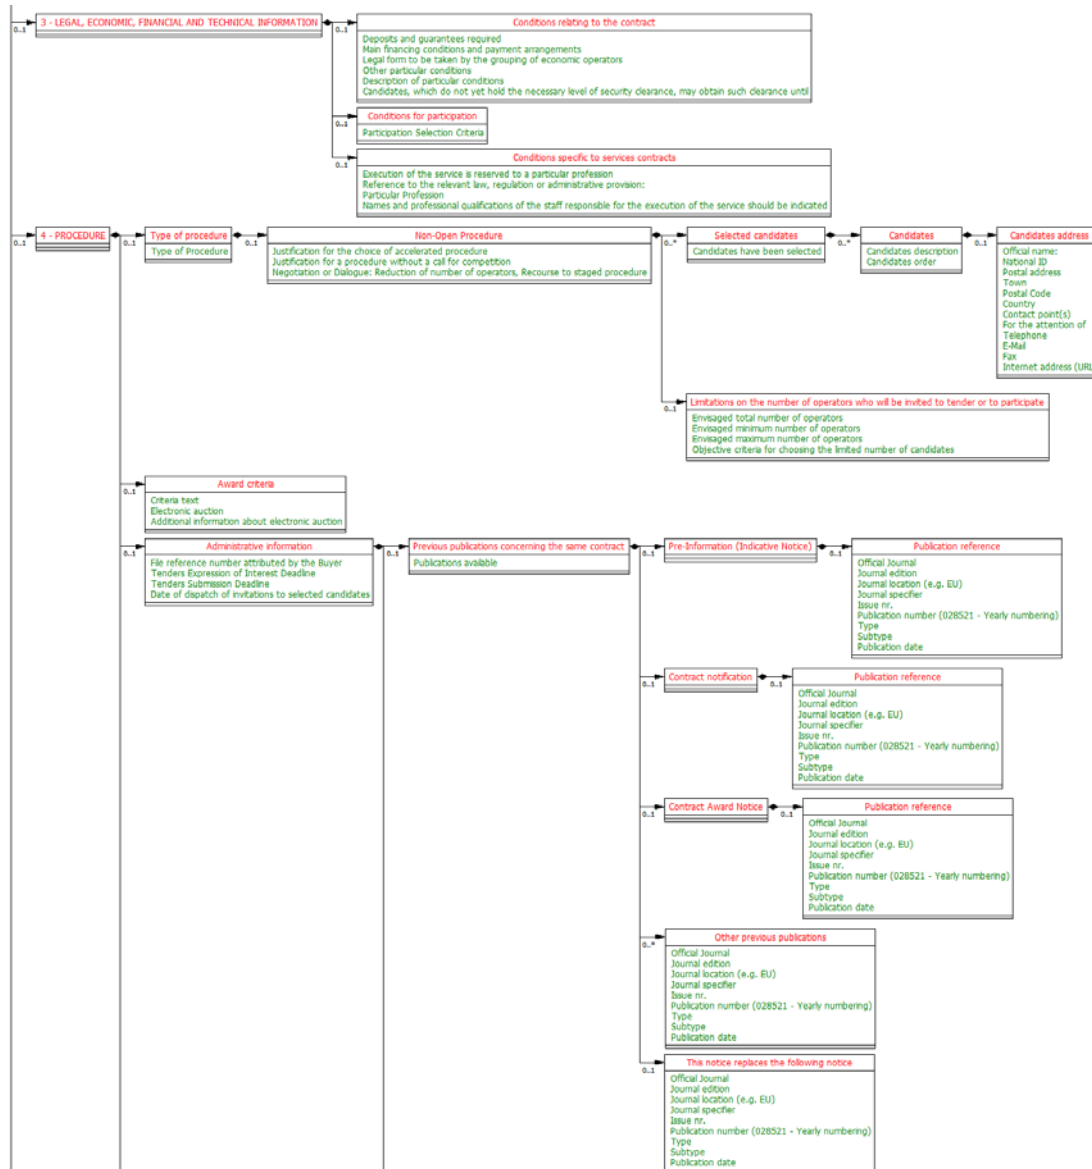 3 - LEGAL, ECONOMIC, FINANCIAL AND TECHNICAL INFORMATION
0..1
0..1
Conditions relating to the contract
Deposits and guarantees required
Main financing conditions and payment arrangements
Legal form to be taken by the grouping of economic operators
Other particular conditions
Description of particular conditions
Candidates, which do not yet hold the necessary level of security clearance, may obtain such clearance until
0..1
Conditions for participation
Participation Selection Criteria
0..1
Conditions specific to services contracts
Execution of the service is reserved to a particular profession
Reference to the relevant law, regulation or administrative provision:
Particular Profession
Names and professional qualifications of the staff responsible for the execution of the service should be indicated
0..1
4 - PROCEDURE
0..1
Type of procedure
Type of Procedure
0..1
Non-Open Procedure
Justification for the choice of accelerated procedure
Justification for a procedure without a call for competition
Negotiation or Dialogue: Reduction of number of operators, Recourse to staged procedure
0..*
Selected candidates
Candidates have been selected
0..*
Candidates
Candidates description
Candidates order
0..1
Candidates address
Official name:
National ID
Postal address
Town
Postal Code
Country
Contact point(s)
For the attention of
Telephone
E-Mail
Fax
Internet address (URL
0..1
Limitations on the number of operators who will be invited to tender or to participate
Envisaged total number of operators
Envisaged minimum number of operators
Envisaged maximum number of operators
Objective criteria for choosing the limited number of candidates
0..1
Award criteria
Criteria text
Electronic auction
Additional information about electronic auction
0..1
Administrative information
File reference number attributed by the Buyer
Tenders Expression of Interest Deadline
Tenders Submission Deadline
Date of dispatch of invitations to selected candidates
0..1
Previous publications concerning the same contract
Publications available
0..1
Pre-Information (Indicative Notice)
0..1
Publication reference
Official Journal
Journal edition
Journal location (e.g. EU)
Journal specifier
Issue nr.
Publication number (028521 - Yearly numbering)
Type
Subtype
Publication date
0..1
Contract notification
0..1
Publication reference
Official Journal
Journal edition
Journal location (e.g. EU)
Journal specifier
Issue nr.
Publication number (028521 - Yearly numbering)
Type
Subtype
Publication date
0..1
Contract Award Notice
0..1
Publication reference
Official Journal
Journal edition
Journal location (e.g. EU)
Journal specifier
Issue nr.
Publication number (028521 - Yearly numbering)
Type
Subtype
Publication date
0..*
Other previous publications
Official Journal
Journal edition
Journal location (e.g. EU)
Journal specifier
Issue nr.
Publication number (028521 - Yearly numbering)
Type
Subtype
Publication date
0..1
This notice replaces the following notice
Official Journal
Journal edition
Journal location (e.g. EU)
Journal specifier
Issue nr.
Publication number (028521 - Yearly numbering)
Type
Subtype
Publication date